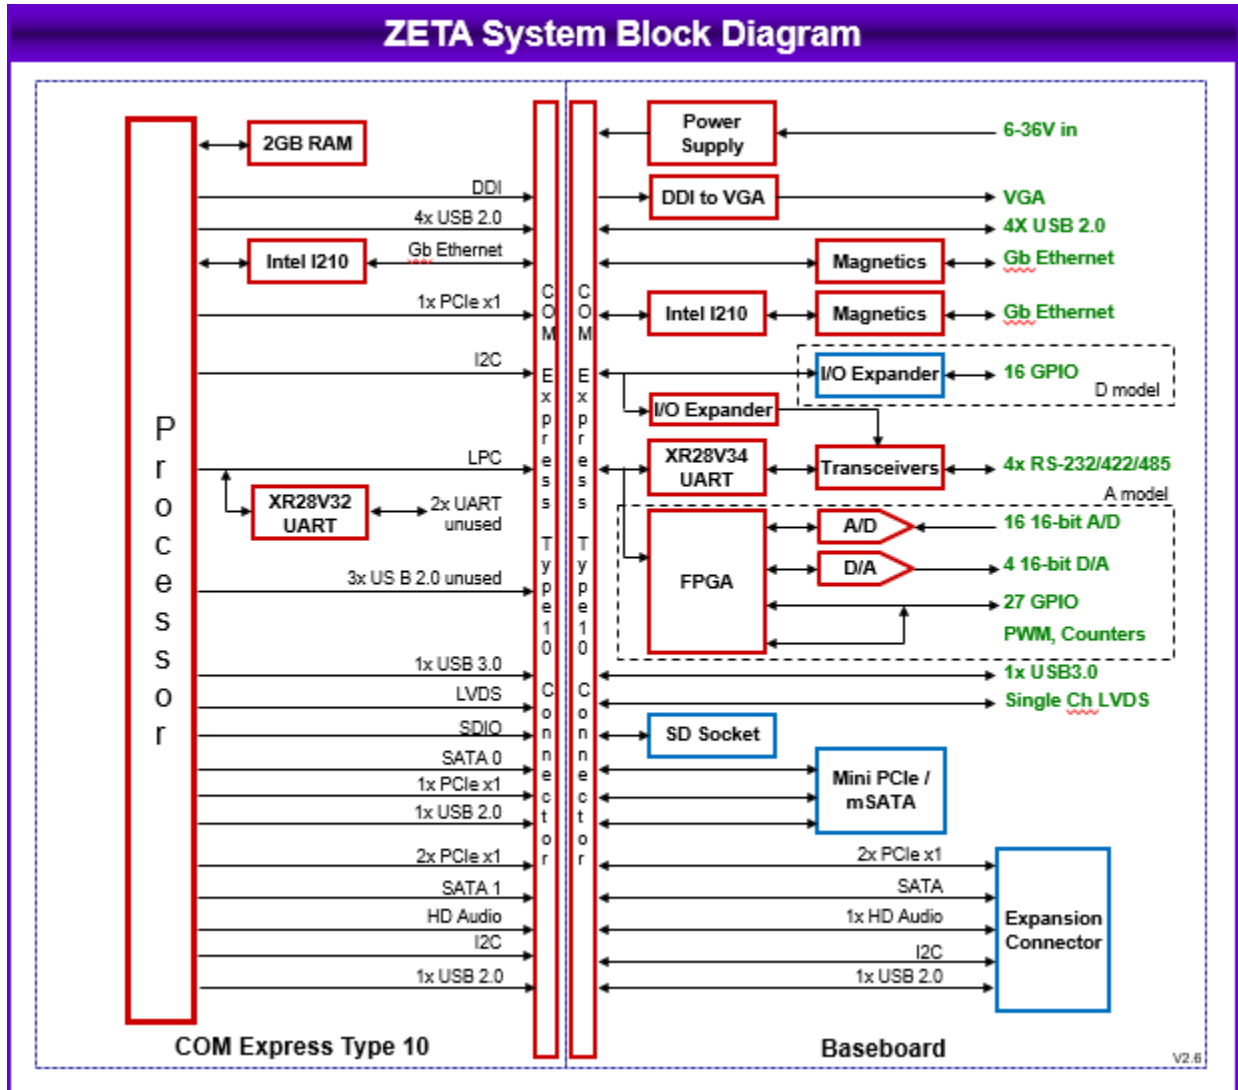 ZETA System Block Diagram
Processor
2GB RAM
DDI
4x USB 2.0
Intel I210
Gb Ethernet
1x PCIe x1
I2C
LPC
XR28V32
UART
2x UART
unused
3x US B 2.0 unused
1x USB 3.0
LVDS
SDIO
SATA 0
1x PCIe x1
1x USB 2.0
2x PCIe x1
SATA 1
HD Audio
I2C
1x USB 2.0
COM Express Type 10
COM Express Type10 Connector
COM Express Type10 Connector
Power
Supply
6-36V in
DDI to VGA
VGA
4X USB 2.0
Magnetics
Gb Ethernet
Intel I210
Magnetics
Gb Ethernet
I/O Expander
16 GPIO
D model
I/O Expander
XR28V34
UART
Transceivers
4x RS-232/422/485
A model
FPGA
A/D
16 16-bit A/D
D/A
4 16-bit D/A
27 GPIO
PWM, Counters
1x USB3.0
Single Ch LVDS
SD Socket
Mini PCIe /
mSATA
2x PCIe x1
SATA
1x HD Audio
I2C
1x USB 2.0
Expansion
Connector
Baseboard
V2.6